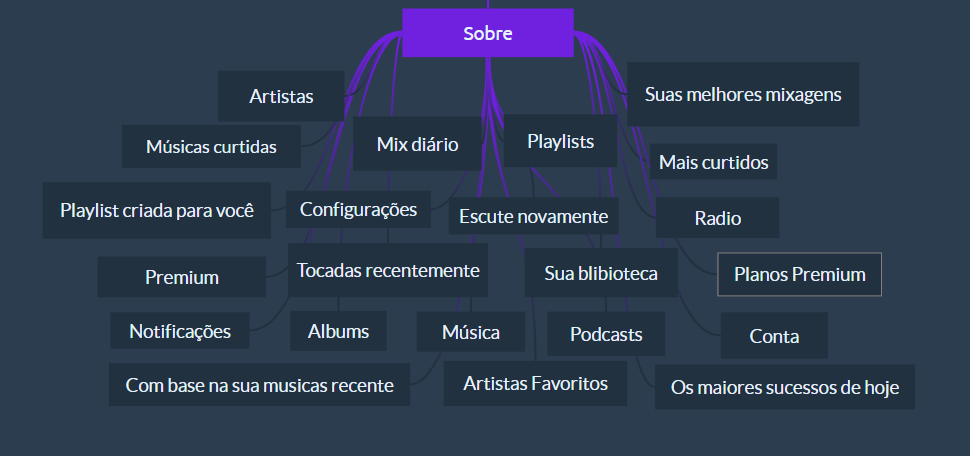 Sobre
Artistas
Suas melhores mixagens
Músicas curtidas
Mix diário
Playlists
Mais curtidos
Playlist criada para você
Configurações
Escute novamente
Radio
Premium
Tocadas recentemente
Sua blibioteca
Planos Premium
Notificações
Albums
Música
Podcasts
Conta
Com base na sua musicas recente
Artistas Favoritos
Os maiores sucessos de hoje